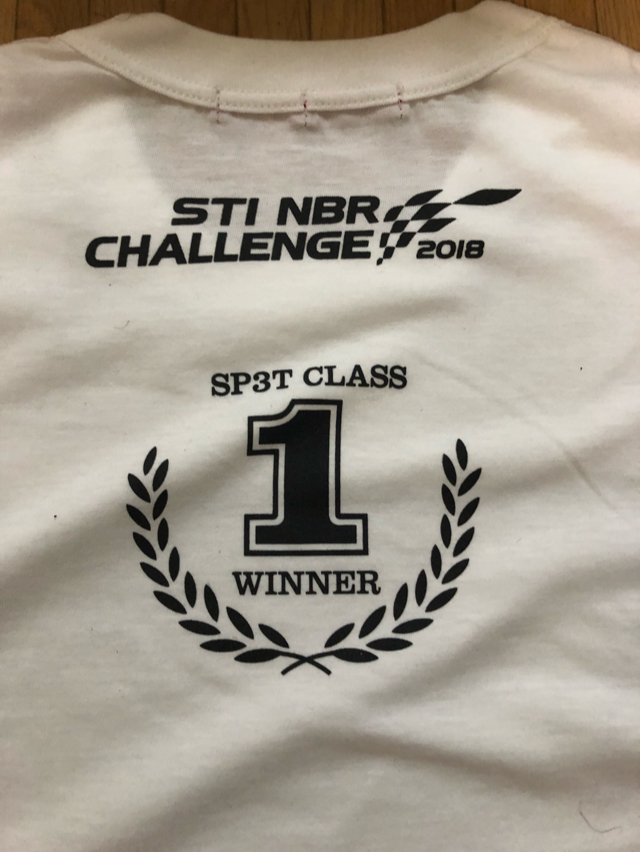 STI NBR
CHALLENGE 2018
SP3T CLASS
1
WINNER